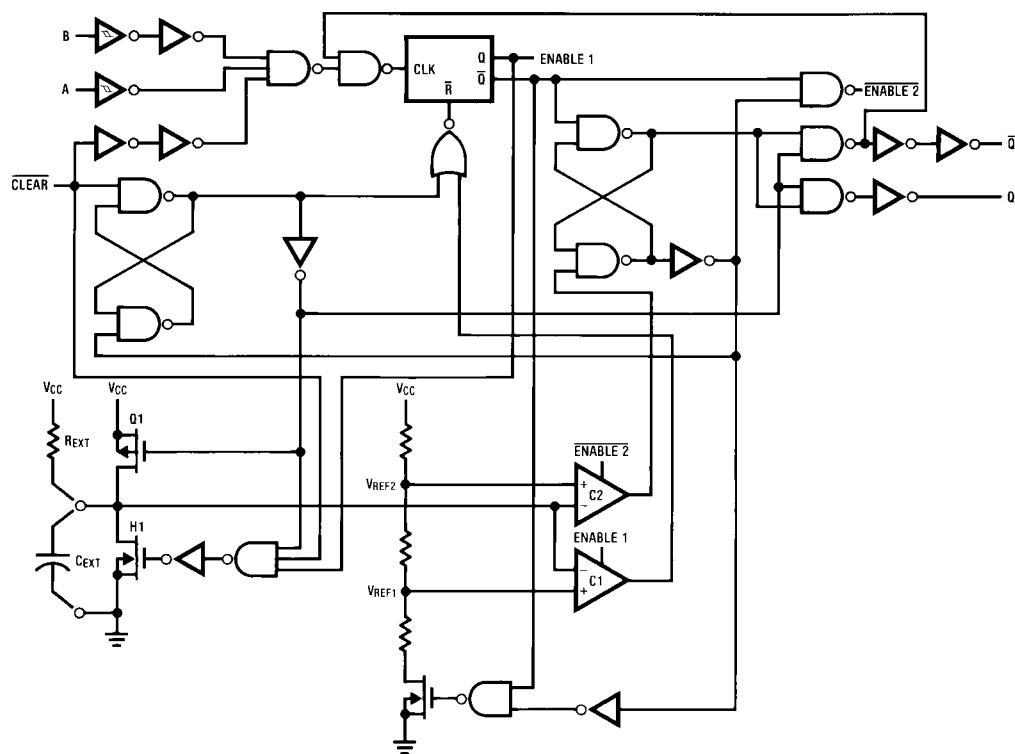 B
A
CLEAR
CLK
Q
Q̅
R̅
ENABLE 1
ENABLE 2
Q̅
Q
VCC
VCC
REXT
Q1
H1
CEXT
VCC
VREF2
VREF1
ENABLE 2
+
C2
−
ENABLE 1
−
C1
+